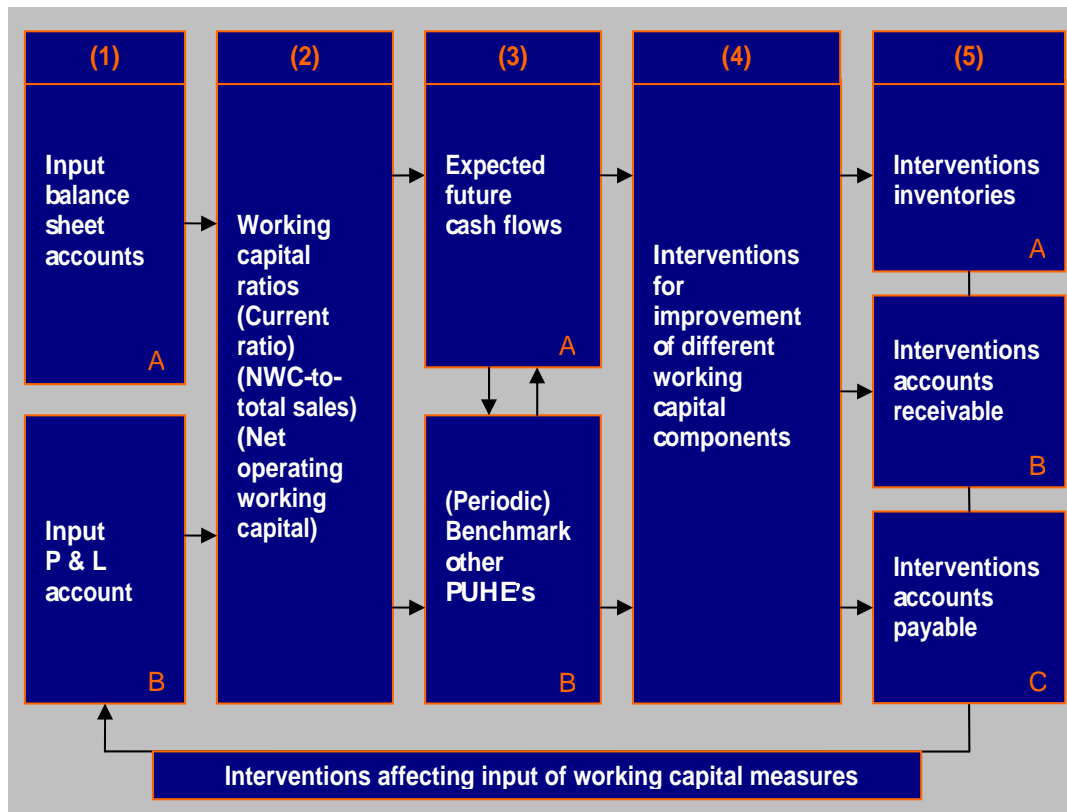 (1)
Input
balance
sheet
accounts
A
Input
P & L
account
B
(2)
Working
capital
ratios
(Current
ratio)
(NWC-to-
total sales)
(Net
operating
working
capital)
(3)
Expected
future
cash flows
A
(Periodic)
Benchmark
other
PUHE's
B
(4)
Interventions
for
improvement
of different
working
capital
components
(5)
Interventions
inventories
A
Interventions
accounts
receivable
B
Interventions
accounts
payable
C
Interventions affecting input of working capital measures